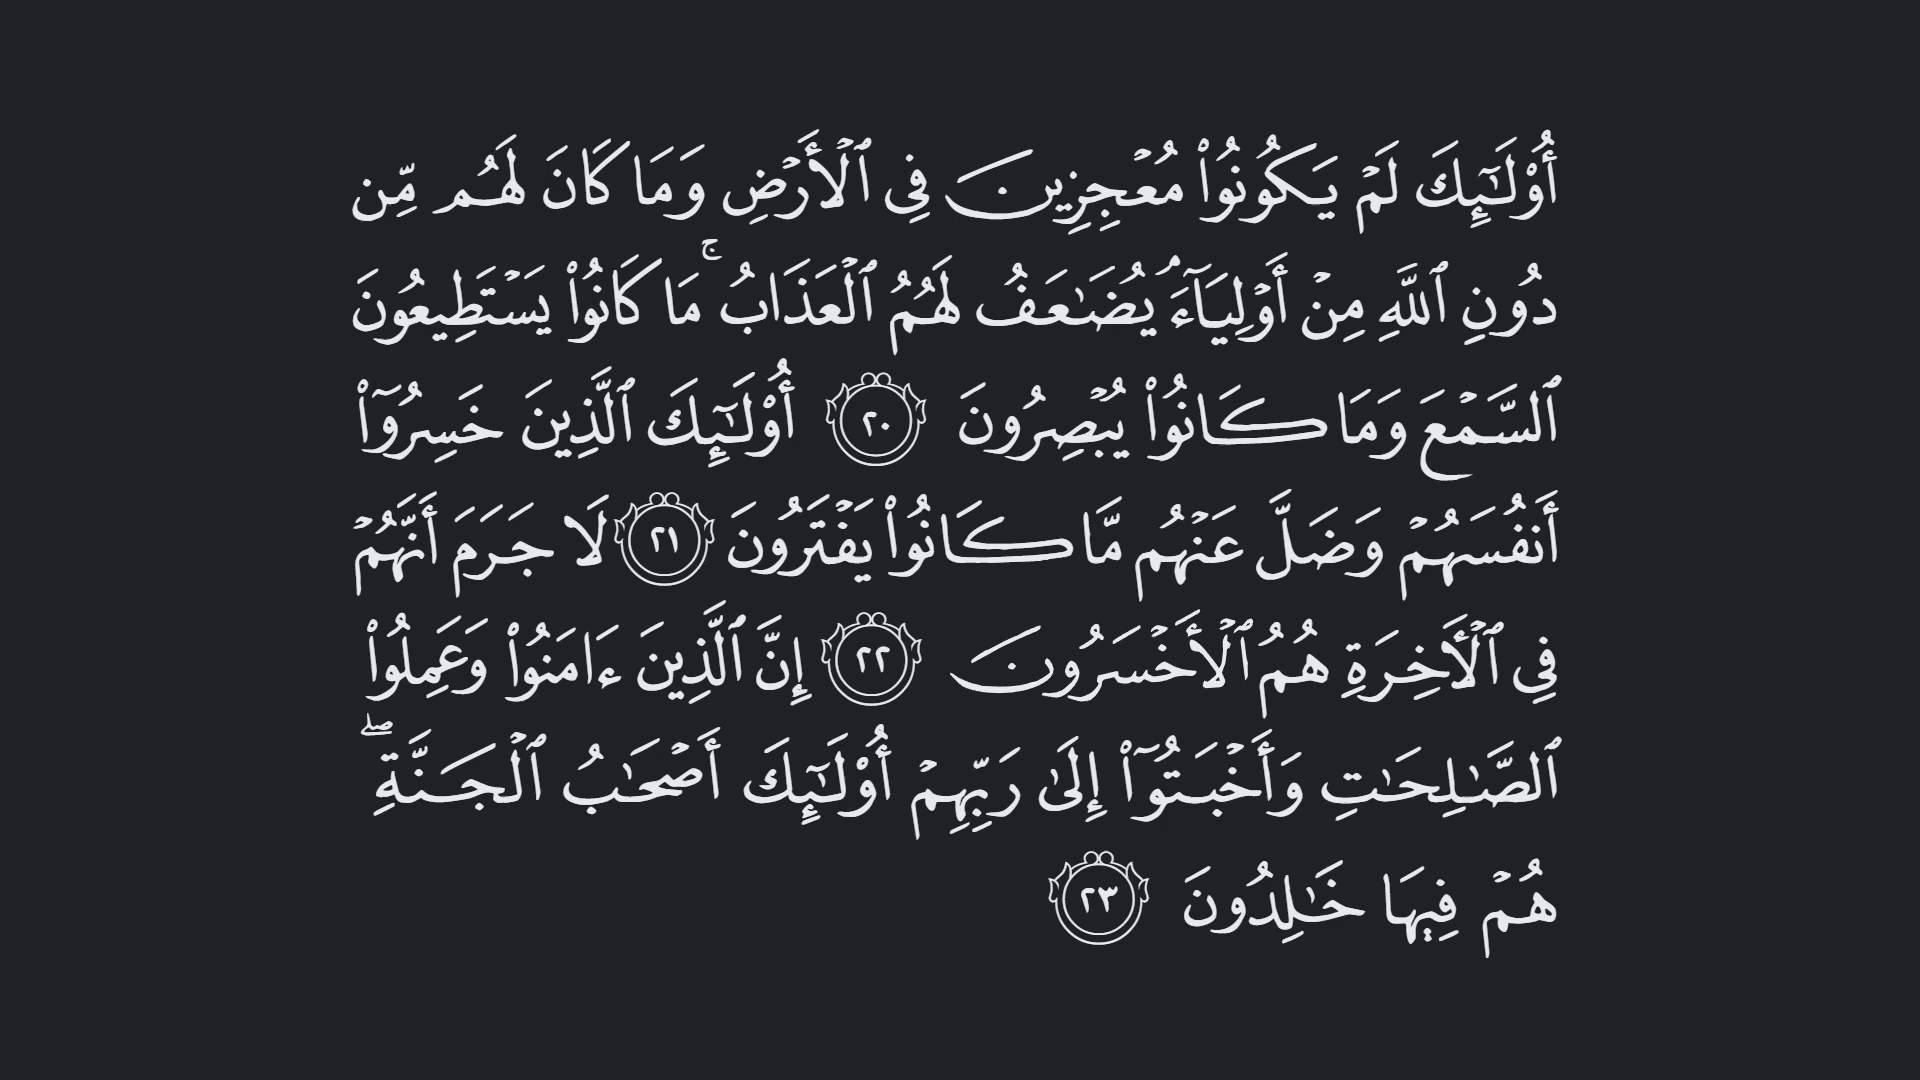 أُوْلَـٰٓئِكَ لَمۡ يَكُونُواْ مُعۡجِزِينَ فِي ٱلۡأَرۡضِ وَمَا كَانَ لَهُم مِّن
دُونِ ٱللَّهِ مِنۡ أَوۡلِيَآءَۘ يُضَـٰعَفُ لَهُمُ ٱلۡعَذَابُۚ مَا كَانُواْ يَسۡتَطِيعُونَ
ٱلسَّمۡعَ وَمَا كَانُواْ يُبۡصِرُونَ ٢٠ أُوْلَـٰٓئِكَ ٱلَّذِينَ خَسِرُوٓاْ
أَنفُسَهُمۡ وَضَلَّ عَنۡهُم مَّا كَانُواْ يَفۡتَرُونَ ٢١ لَا جَرَمَ أَنَّهُمۡ
فِي ٱلۡأٓخِرَةِ هُمُ ٱلۡأَخۡسَرُونَ ٢٢ إِنَّ ٱلَّذِينَ ءَامَنُواْ وَعَمِلُواْ
ٱلصَّـٰلِحَـٰتِ وَأَخۡبَتُوٓاْ إِلَىٰ رَبِّهِمۡ أُوْلَـٰٓئِكَ أَصۡحَـٰبُ ٱلۡجَنَّةِۖ
هُمۡ فِيهَا خَـٰلِدُونَ ٢٣